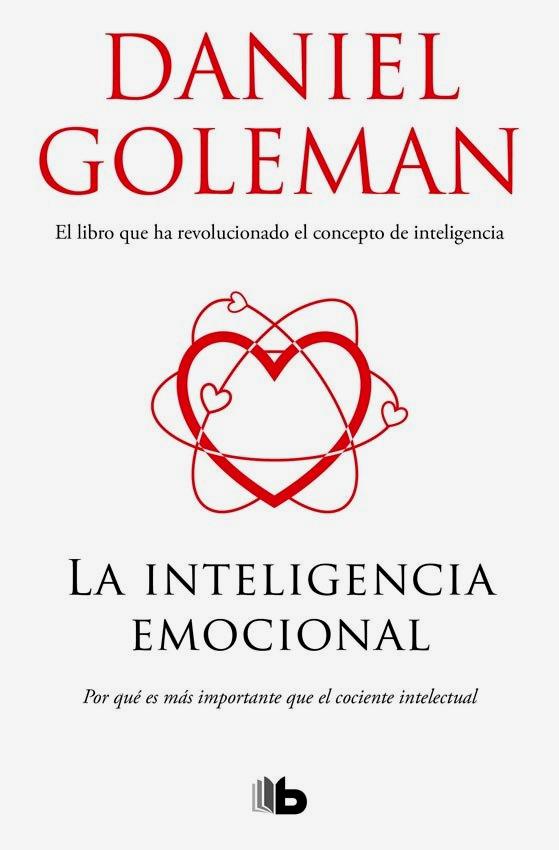 DANIEL
GOLEMAN
El libro que ha revolucionado el concepto de inteligencia
LA INTELIGENCIA
EMOCIONAL
Por qué es más importante que el cociente intelectual
b